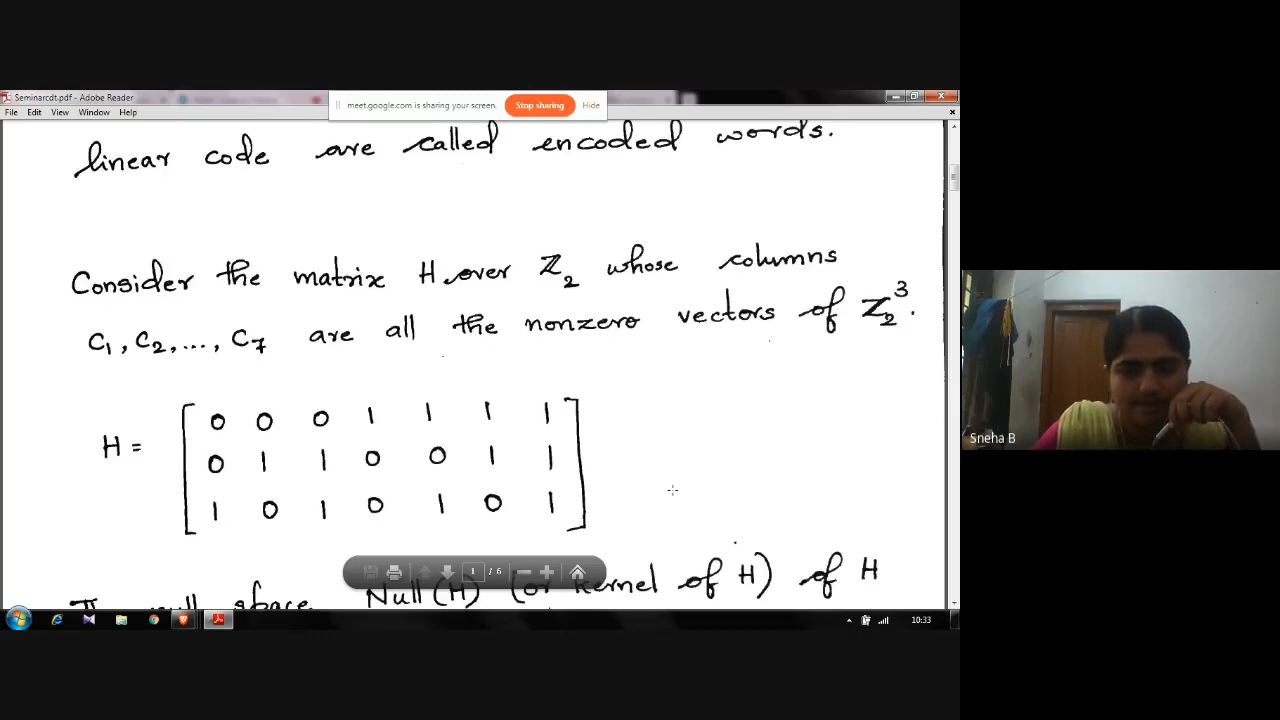 Seminarcdt.pdf - Adobe Reader
meet.google.com is sharing your screen. Stop sharing Hide
File Edit View Window Help
linear code are called encoded words.
Consider the matrix H over ℤ₂ whose columns
C₁, C₂, ..., C₇ are all the nonzero vectors of ℤ₂³.
H = [ 0 0 0 1 1 1 1
0 1 1 0 0 1 1
1 0 1 0 1 0 1 ]
1 / 6
null space Null(H) (or kernel of H) of H
Sneha B
10:33